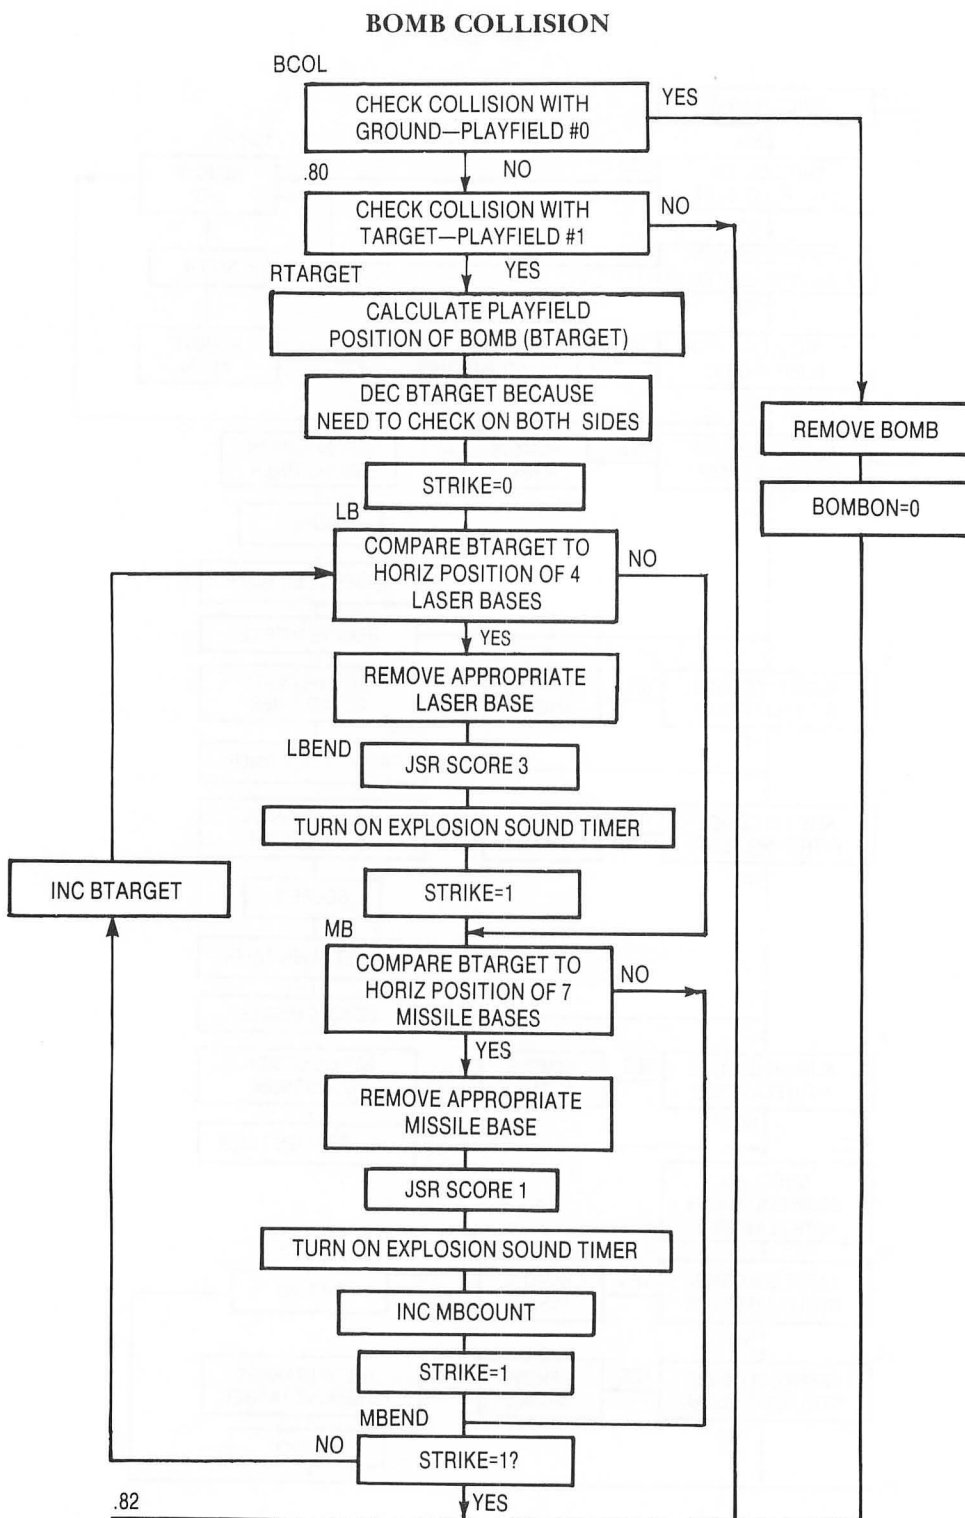 BOMB COLLISION
BCOL
CHECK COLLISION WITH
GROUND—PLAYFIELD #0
YES
NO
.80
CHECK COLLISION WITH
TARGET—PLAYFIELD #1
NO
YES
RTARGET
CALCULATE PLAYFIELD
POSITION OF BOMB (BTARGET)
DEC BTARGET BECAUSE
NEED TO CHECK ON BOTH SIDES
REMOVE BOMB
STRIKE=0
BOMBON=0
LB
COMPARE BTARGET TO
HORIZ POSITION OF 4
LASER BASES
NO
YES
REMOVE APPROPRIATE
LASER BASE
LBEND
JSR SCORE 3
TURN ON EXPLOSION SOUND TIMER
INC BTARGET
STRIKE=1
MB
COMPARE BTARGET TO
HORIZ POSITION OF 7
MISSILE BASES
NO
YES
REMOVE APPROPRIATE
MISSILE BASE
JSR SCORE 1
TURN ON EXPLOSION SOUND TIMER
INC MBCOUNT
STRIKE=1
MBEND
NO
STRIKE=1?
YES
.82